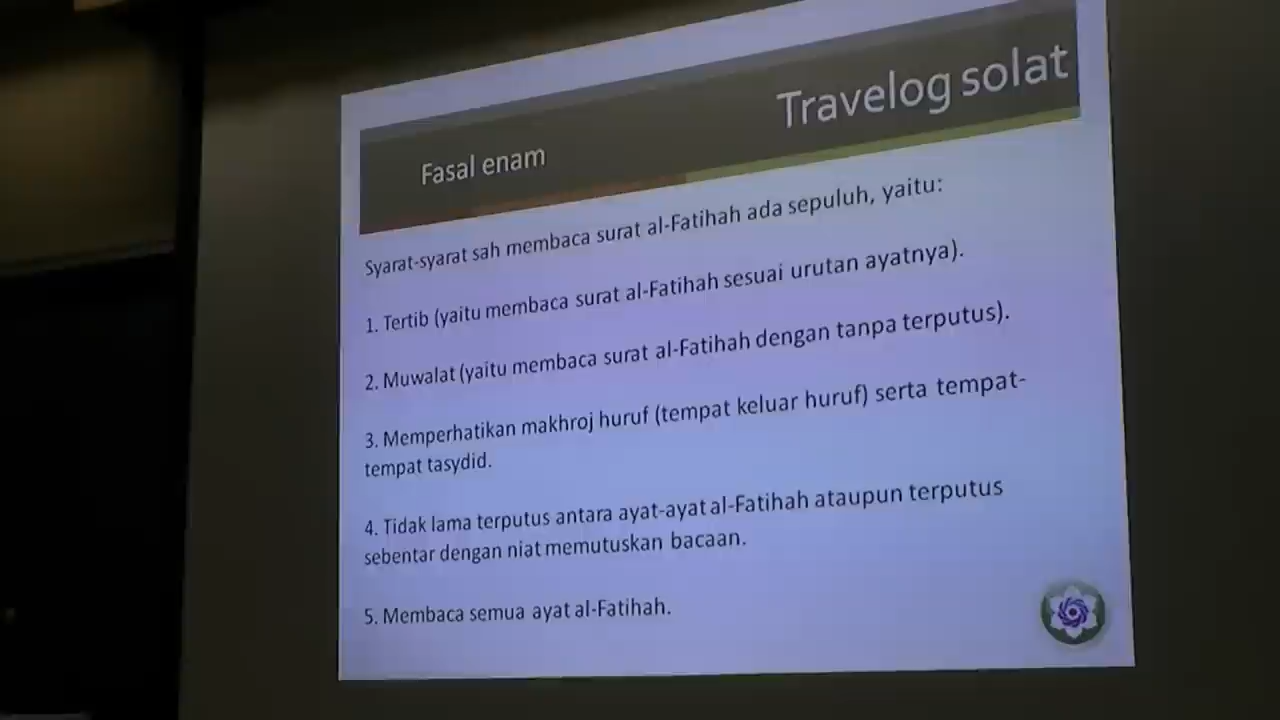 Travelog solat
Fasal enam
Syarat-syarat sah membaca surat al-Fatihah ada sepuluh, yaitu:
1. Tertib (yaitu membaca surat al-Fatihah sesuai urutan ayatnya).
2. Muwalat (yaitu membaca surat al-Fatihah dengan tanpa terputus).
3. Memperhatikan makhroj huruf (tempat keluar huruf) serta tempat-
tempat tasydid.
4. Tidak lama terputus antara ayat-ayat al-Fatihah ataupun terputus
sebentar dengan niat memutuskan bacaan.
5. Membaca semua ayat al-Fatihah.